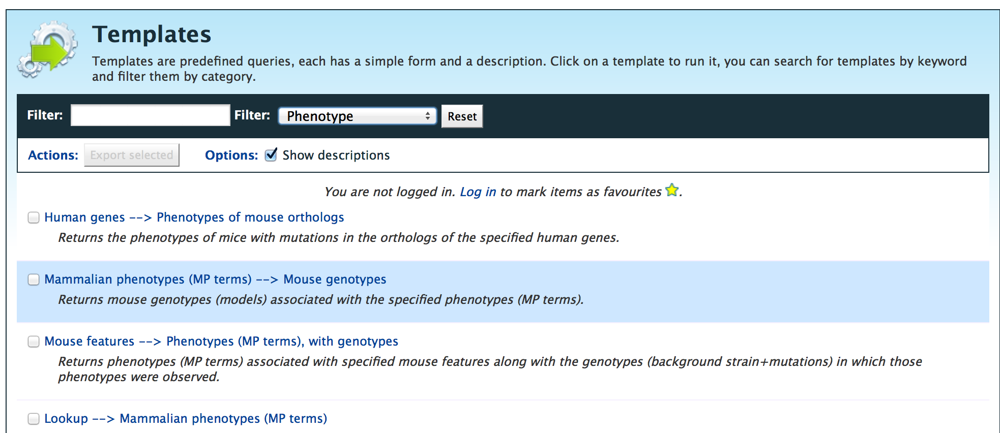 Templates
Templates are predefined queries, each has a simple form and a description. Click on a template to run it, you can search for templates by keyword
and filter them by category.
Filter: Filter: Phenotype Reset
Actions: Export selected Options: Show descriptions
You are not logged in. Log in to mark items as favourites .
Human genes --> Phenotypes of mouse orthologs
Returns the phenotypes of mice with mutations in the orthologs of the specified human genes.
Mammalian phenotypes (MP terms) --> Mouse genotypes
Returns mouse genotypes (models) associated with the specified phenotypes (MP terms).
Mouse features --> Phenotypes (MP terms), with genotypes
Returns phenotypes (MP terms) associated with specified mouse features along with the genotypes (background strain+mutations) in which those
phenotypes were observed.
Lookup --> Mammalian phenotypes (MP terms)